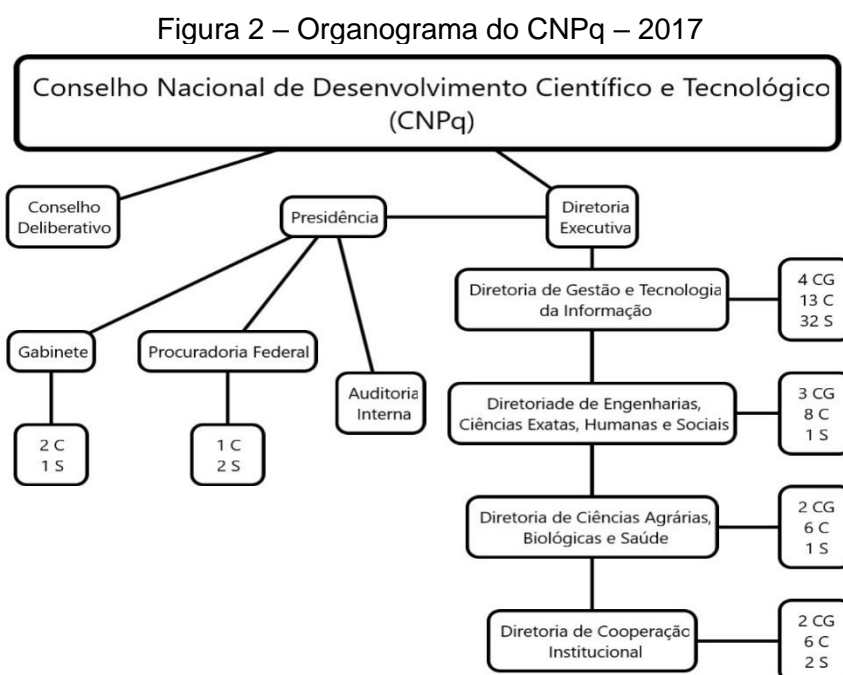 Figura 2 – Organograma do CNPq – 2017
Conselho Nacional de Desenvolvimento Científico e Tecnológico
(CNPq)
Conselho
Deliberativo
Presidência
Diretoria
Executiva
Diretoria de Gestão e Tecnologia
da Informação
4 CG
13 C
32 S
Gabinete
Procuradoria Federal
Auditoria
Interna
Diretoriade de Engenharias,
Ciências Exatas, Humanas e Sociais
3 CG
8 C
1 S
2 C
1 S
1 C
2 S
Diretoria de Ciências Agrárias,
Biológicas e Saúde
2 CG
6 C
1 S
Diretoria de Cooperação
Institucional
2 CG
6 C
2 S